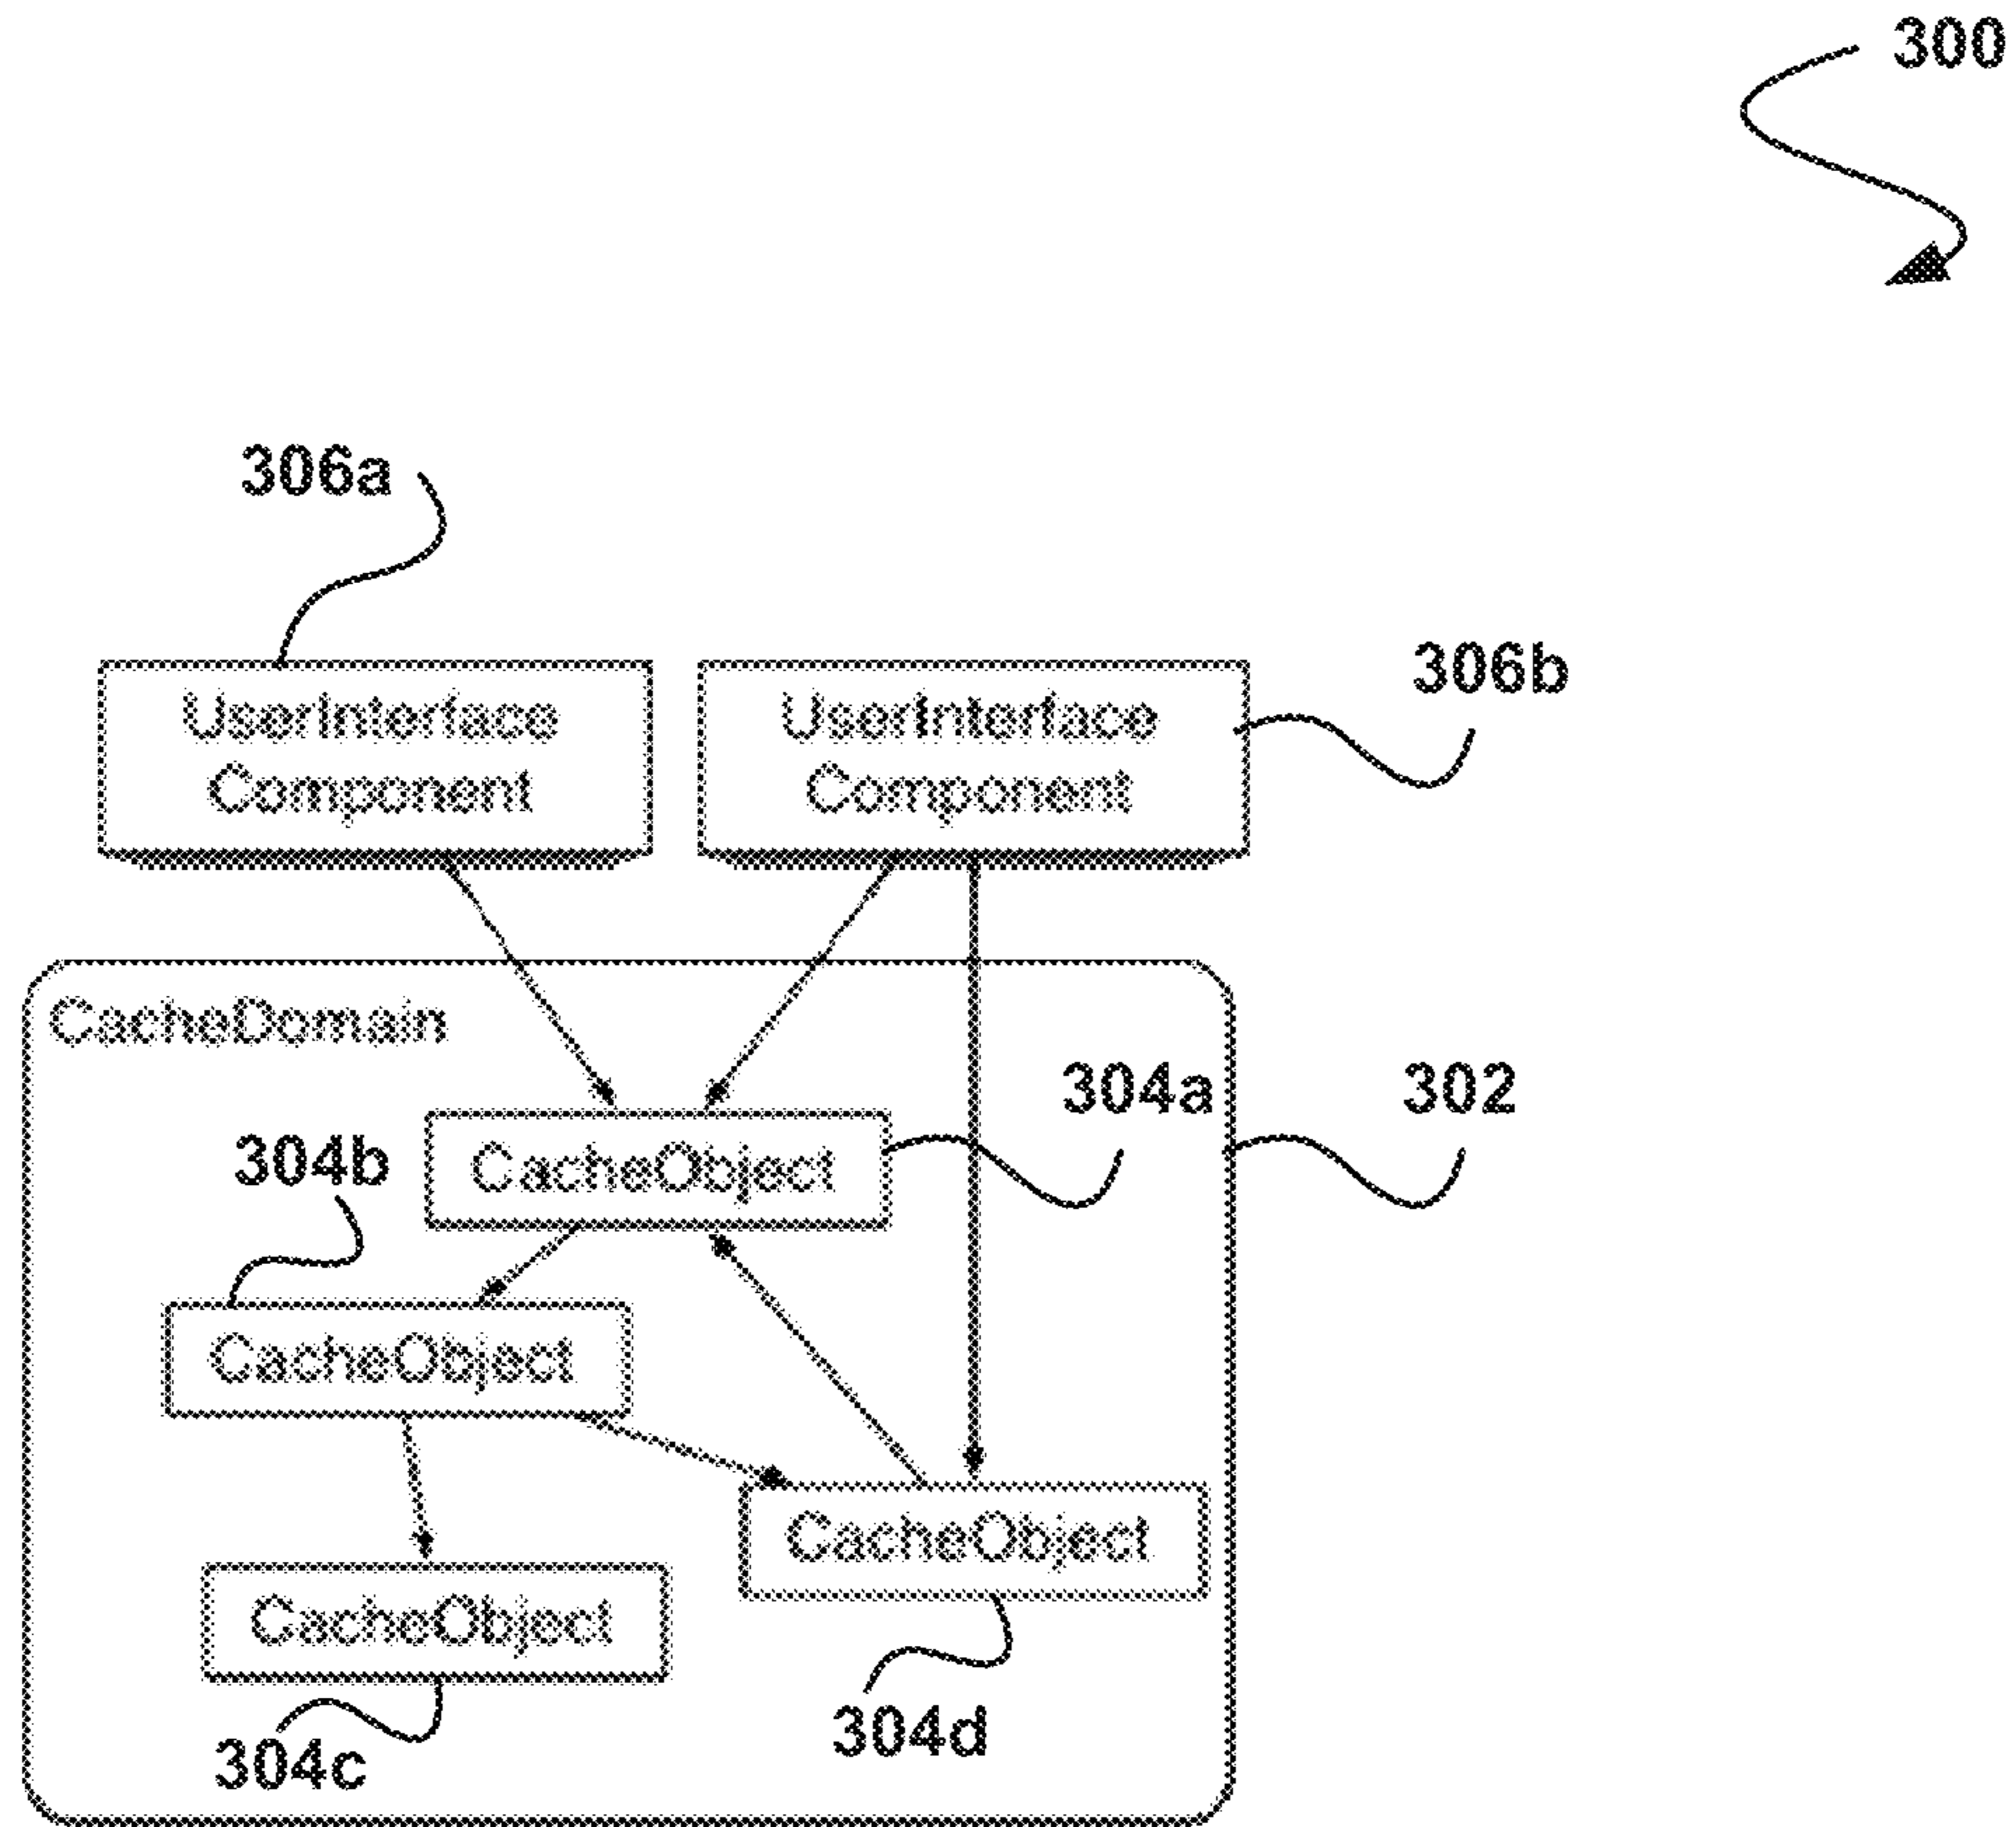 300
306a
306b
UserInterface
Component
UserInterface
Component
CacheDomain
304a
302
304b
CacheObject
CacheObject
CacheObject
CacheObject
304d
304c